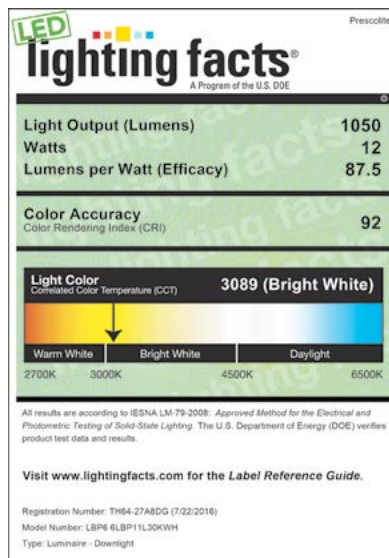 LED
Prescolite
lighting facts®
A Program of the U.S. DOE
Light Output (Lumens) 1050
Watts 12
Lumens per Watt (Efficacy) 87.5
Color Accuracy
Color Rendering Index (CRI) 92
Light Color
Correlated Color Temperature (CCT) 3089 (Bright White)
Warm White Bright White Daylight
2700K 3000K 4500K 6500K
All results are according to IESNA LM-79-2008: Approved Method for the Electrical and
Photometric Testing of Solid-State Lighting. The U.S. Department of Energy (DOE) verifies
product test data and results.
Visit www.lightingfacts.com for the Label Reference Guide.
Registration Number: TH64-27A8DG (7/22/2016)
Model Number: LBP6 6LBP11L30KWH
Type: Luminaire - Downlight